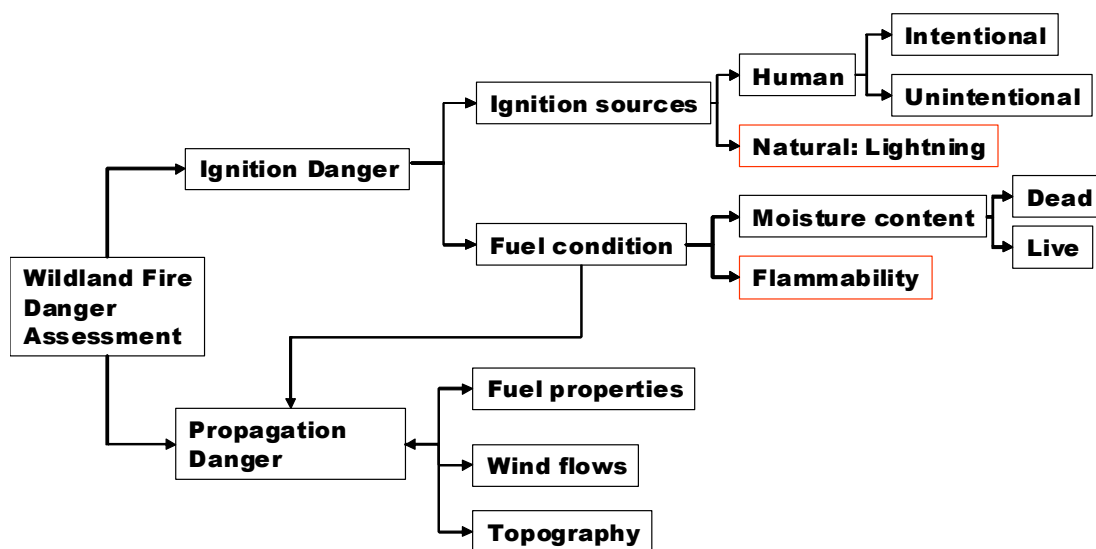 Intentional
Human
Ignition sources
Unintentional
Natural: Lightning
Ignition Danger
Dead
Moisture content
Fuel condition
Live
Flammability
Wildland Fire
Danger
Assessment
Fuel properties
Propagation
Danger
Wind flows
Topography